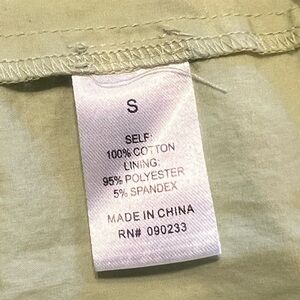 S
SELF:
100% COTTON
LINING:
95% POLYESTER
5% SPANDEX
MADE IN CHINA
RN# 090233